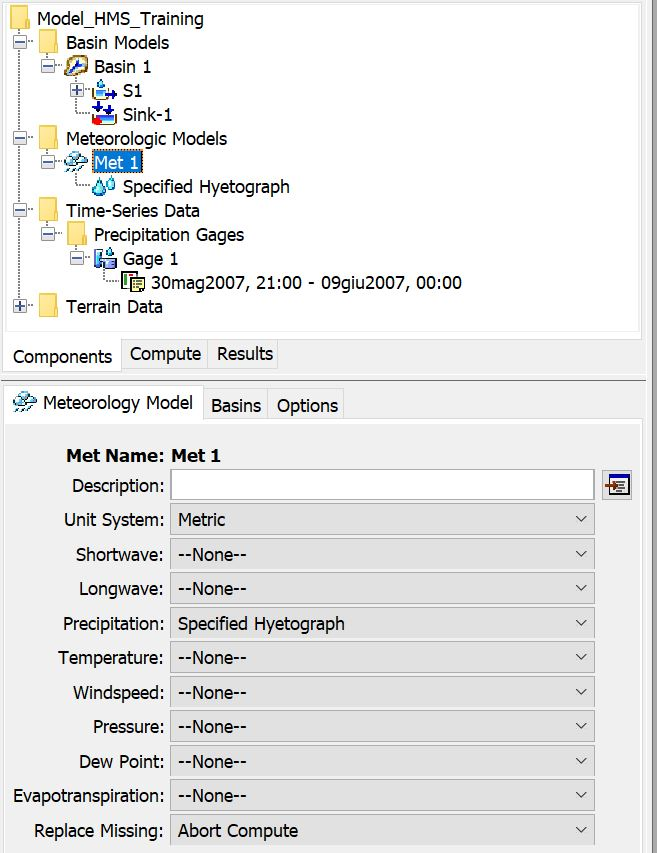 Model_HMS_Training
Basin Models
Basin 1
S1
Sink-1
Meteorologic Models
Met 1
Specified Hyetograph
Time-Series Data
Precipitation Gages
Gage 1
30mag2007, 21:00 - 09giu2007, 00:00
Terrain Data
Components Compute Results
Meteorology Model Basins Options
Met Name: Met 1
Description:
Unit System: Metric
Shortwave: --None--
Longwave: --None--
Precipitation: Specified Hyetograph
Temperature: --None--
Windspeed: --None--
Pressure: --None--
Dew Point: --None--
Evapotranspiration: --None--
Replace Missing: Abort Compute